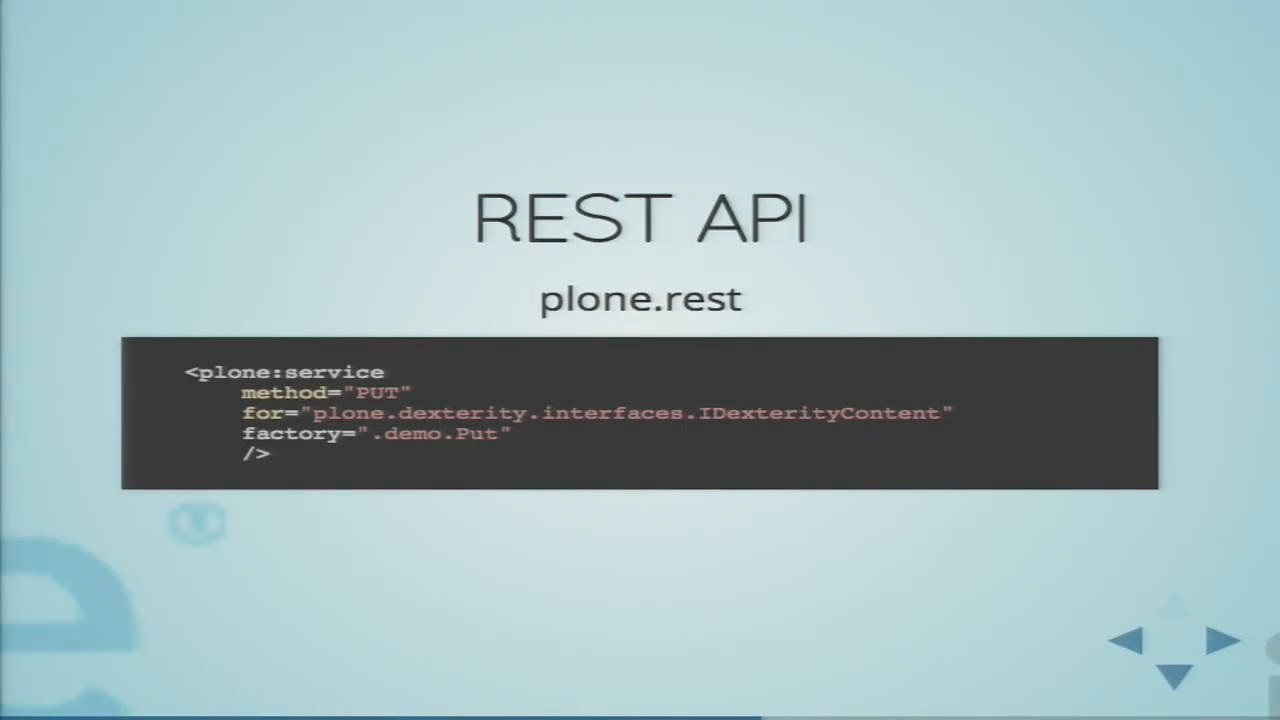 REST API
plone.rest
<plone:service
method="PUT"
for="plone.dexterity.interfaces.IDexterityContent"
factory=".demo.Put"
/>
e ®